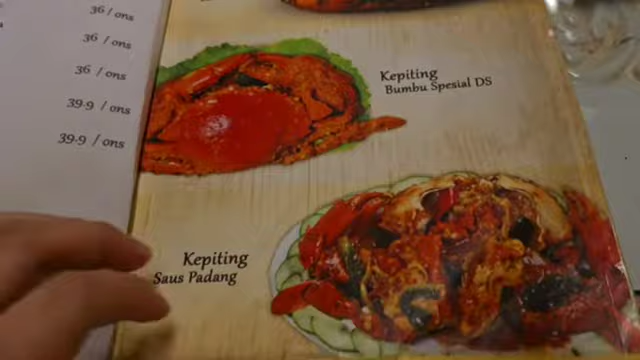 36 / ons
36 / ons
36 / ons
39.9 / ons
39.9 / ons
Kepiting
Bumbu Spesial DS
Kepiting
Saus Padang